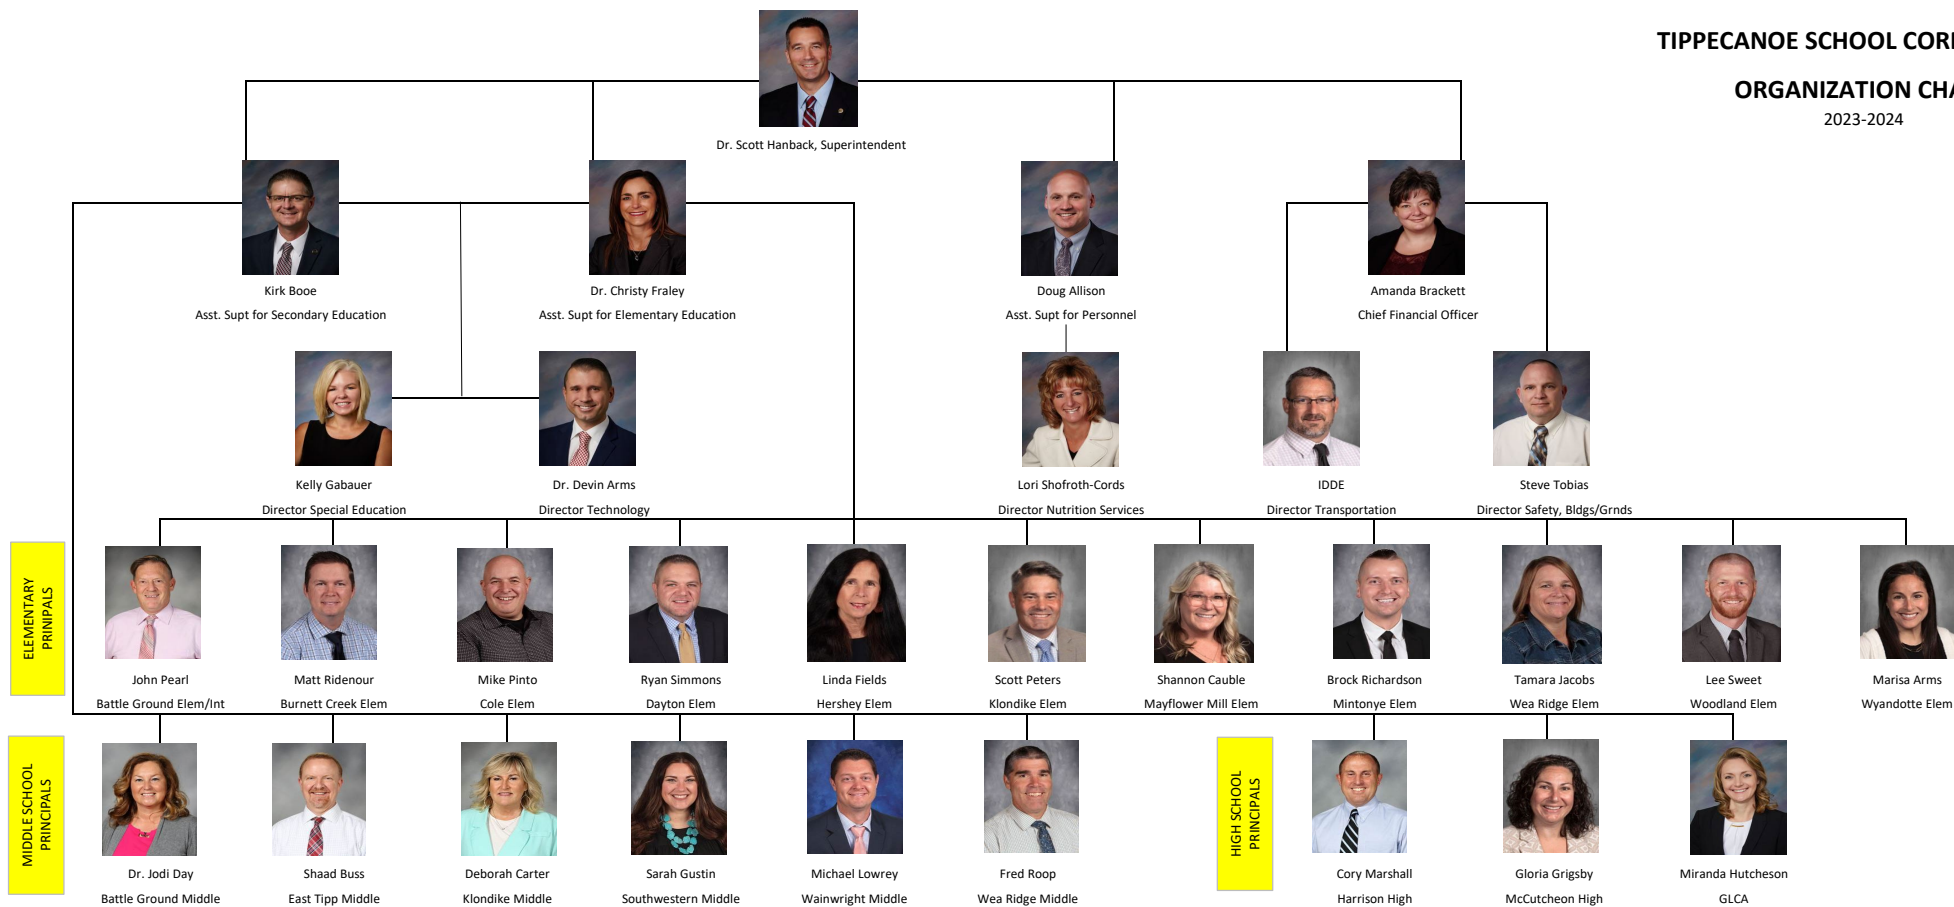 TIPPECANOE SCHOOL COR
ORGANIZATION CHA
2023-2024
Dr. Scott Hanback, Superintendent
Kirk Booe
Asst. Supt for Secondary Education
Dr. Christy Fraley
Asst. Supt for Elementary Education
Doug Allison
Asst. Supt for Personnel
Amanda Brackett
Chief Financial Officer
Kelly Gabauer
Director Special Education
Dr. Devin Arms
Director Technology
Lori Shofroth-Cords
Director Nutrition Services
IDDE
Director Transportation
Steve Tobias
Director Safety, Bldgs/Grnds
ELEMENTARY
PRINIPALS
John Pearl
Battle Ground Elem/Int
Matt Ridenour
Burnett Creek Elem
Mike Pinto
Cole Elem
Ryan Simmons
Dayton Elem
Linda Fields
Hershey Elem
Scott Peters
Klondike Elem
Shannon Cauble
Mayflower Mill Elem
Brock Richardson
Mintonye Elem
Tamara Jacobs
Wea Ridge Elem
Lee Sweet
Woodland Elem
Marisa Arms
Wyandotte Elem
MIDDLE SCHOOL
PRINCIPALS
Dr. Jodi Day
Battle Ground Middle
Shaad Buss
East Tipp Middle
Deborah Carter
Klondike Middle
Sarah Gustin
Southwestern Middle
Michael Lowrey
Wainwright Middle
Fred Roop
Wea Ridge Middle
HIGH SCHOOL
PRINCIPALS
Cory Marshall
Harrison High
Gloria Grigsby
McCutcheon High
Miranda Hutcheson
GLCA